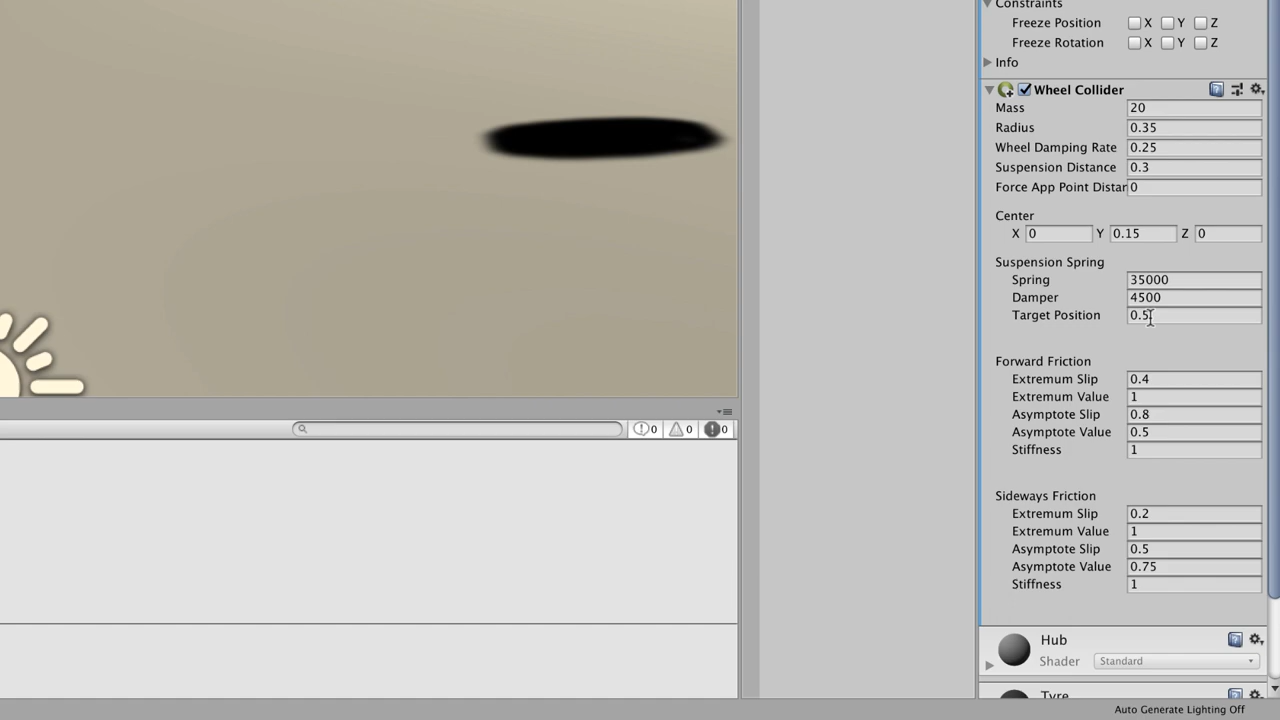 Constraints
Freeze Position X Y Z
Freeze Rotation X Y Z
Info
Wheel Collider
Mass 20
Radius 0.35
Wheel Damping Rate 0.25
Suspension Distance 0.3
Force App Point Distar 0
Center
X 0 Y 0.15 Z 0
Suspension Spring
Spring 35000
Damper 4500
Target Position 0.5
Forward Friction
Extremum Slip 0.4
Extremum Value 1
Asymptote Slip 0.8
0 0 0
Asymptote Value 0.5
Stiffness 1
Sideways Friction
Extremum Slip 0.2
Extremum Value 1
Asymptote Slip 0.5
Asymptote Value 0.75
Stiffness 1
Hub
Shader Standard
Tyre
Auto Generate Lighting Off